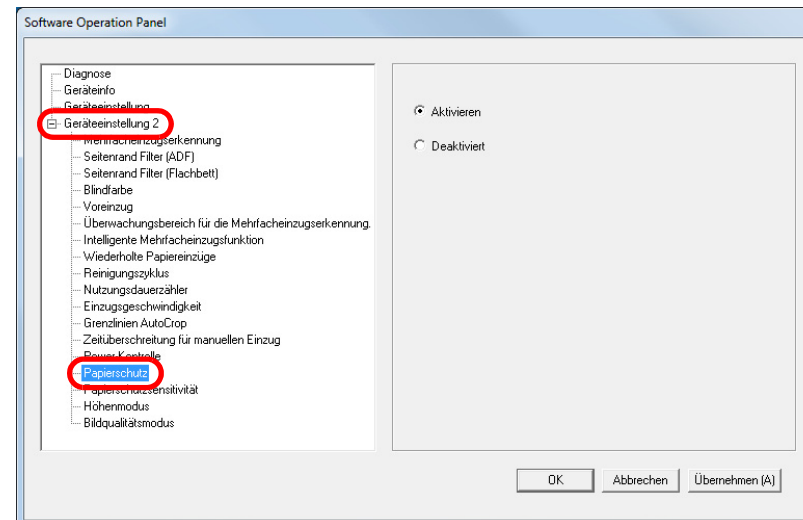 Software Operation Panel
Diagnose
Geräteinfo
Geräteeinstellung
Geräteeinstellung 2
Mehrfacheinzugserkennung
Seitenrand Filter (ADF)
Seitenrand Filter (Flachbett)
Blindfarbe
Voreinzug
Überwachungsbereich für die Mehrfacheinzugserkennung.
Intelligente Mehrfacheinzugsfunktion
Wiederholte Papiereinzüge
Reinigungszyklus
Nutzungsdauerzähler
Einzugsgeschwindigkeit
Grenzlinien AutoCrop
Zeitüberschreitung für manuellen Einzug
Power Kontrolle
Papierschutz
Papierschutzsensitivität
Höhenmodus
Bildqualitätsmodus
Aktivieren
Deaktiviert
OK Abbrechen Übernehmen (A)